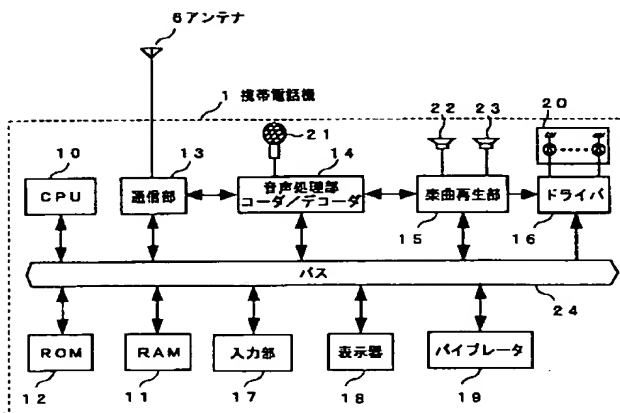 6アンテナ
1 携帯電話機
21
22
23
20
10
13
14
CPU
通信部
音声処理部
コーダ/デコーダ
楽曲再生部
ドライバ
15
16
バス
24
ROM
RAM
入力部
表示器
バイブレータ
12
11
17
18
19